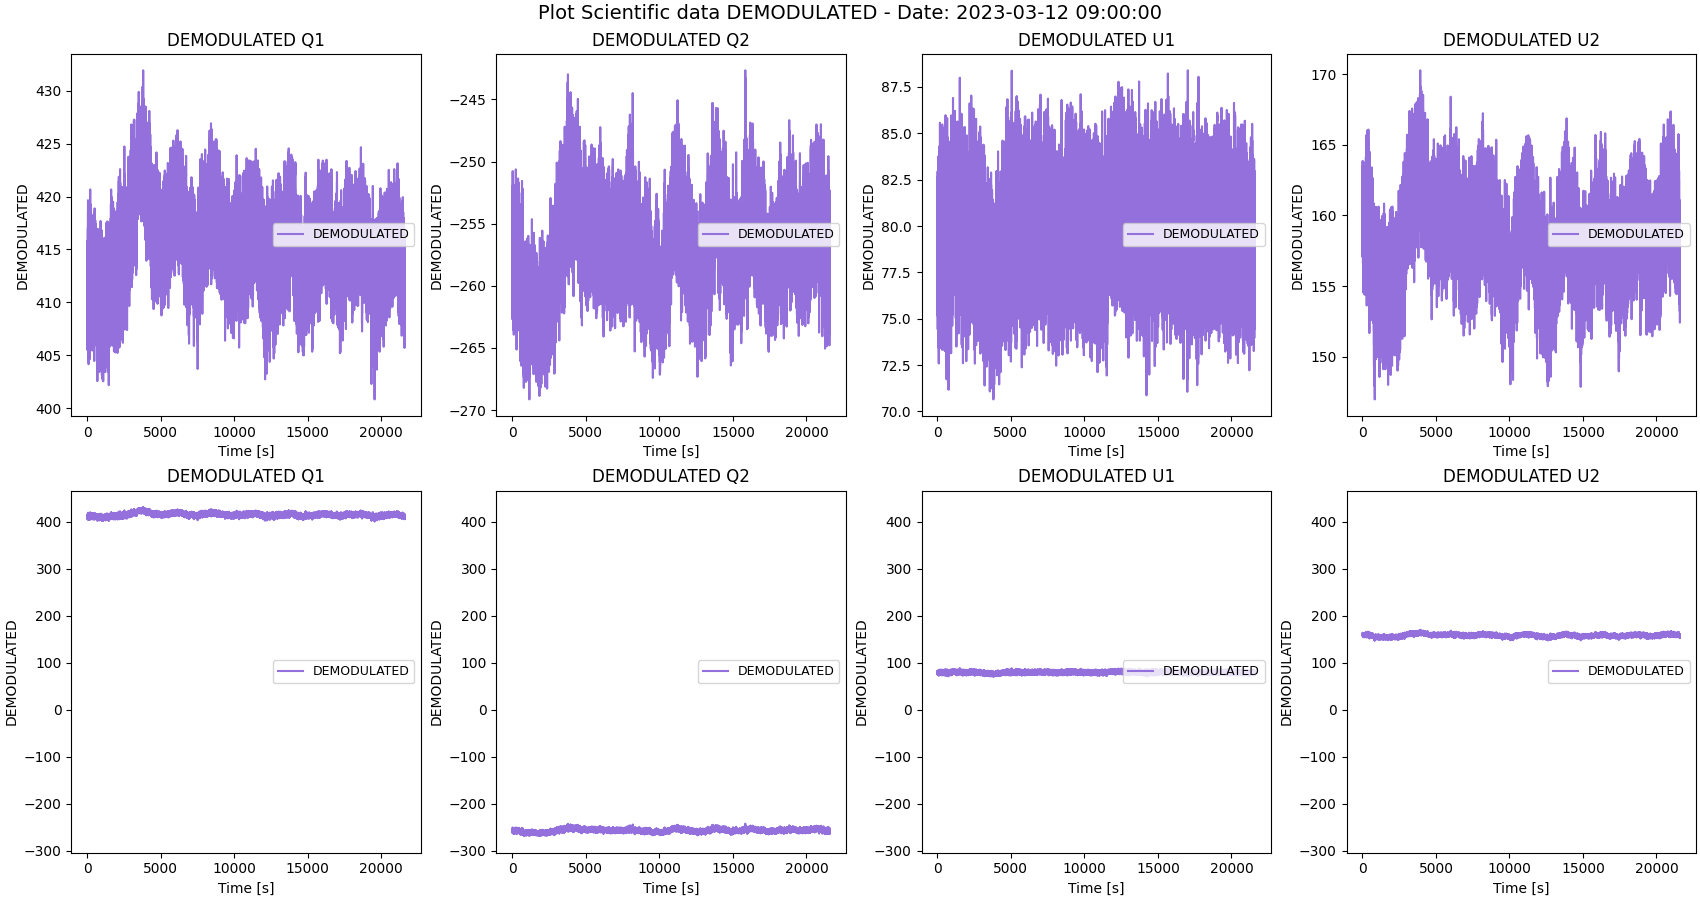 Plot Scientific data DEMODULATED - Date: 2023-03-12 09:00:00
DEMODULATED Q1
DEMODULATED
430
425
420
415
410
405
400
0 5000 10000 15000 20000
Time [s]
DEMODULATED
DEMODULATED Q2
DEMODULATED
−245
−250
−255
−260
−265
−270
0 5000 10000 15000 20000
Time [s]
DEMODULATED
DEMODULATED U1
DEMODULATED
87.5
85.0
82.5
80.0
77.5
75.0
72.5
70.0
0 5000 10000 15000 20000
Time [s]
DEMODULATED
DEMODULATED U2
DEMODULATED
170
165
160
155
150
0 5000 10000 15000 20000
Time [s]
DEMODULATED
DEMODULATED Q1
DEMODULATED
400
300
200
100
0
−100
−200
−300
0 5000 10000 15000 20000
Time [s]
DEMODULATED
DEMODULATED Q2
DEMODULATED
400
300
200
100
0
−100
−200
−300
0 5000 10000 15000 20000
Time [s]
DEMODULATED
DEMODULATED U1
DEMODULATED
400
300
200
100
0
−100
−200
−300
0 5000 10000 15000 20000
Time [s]
DEMODULATED
DEMODULATED U2
DEMODULATED
400
300
200
100
0
−100
−200
−300
0 5000 10000 15000 20000
Time [s]
DEMODULATED